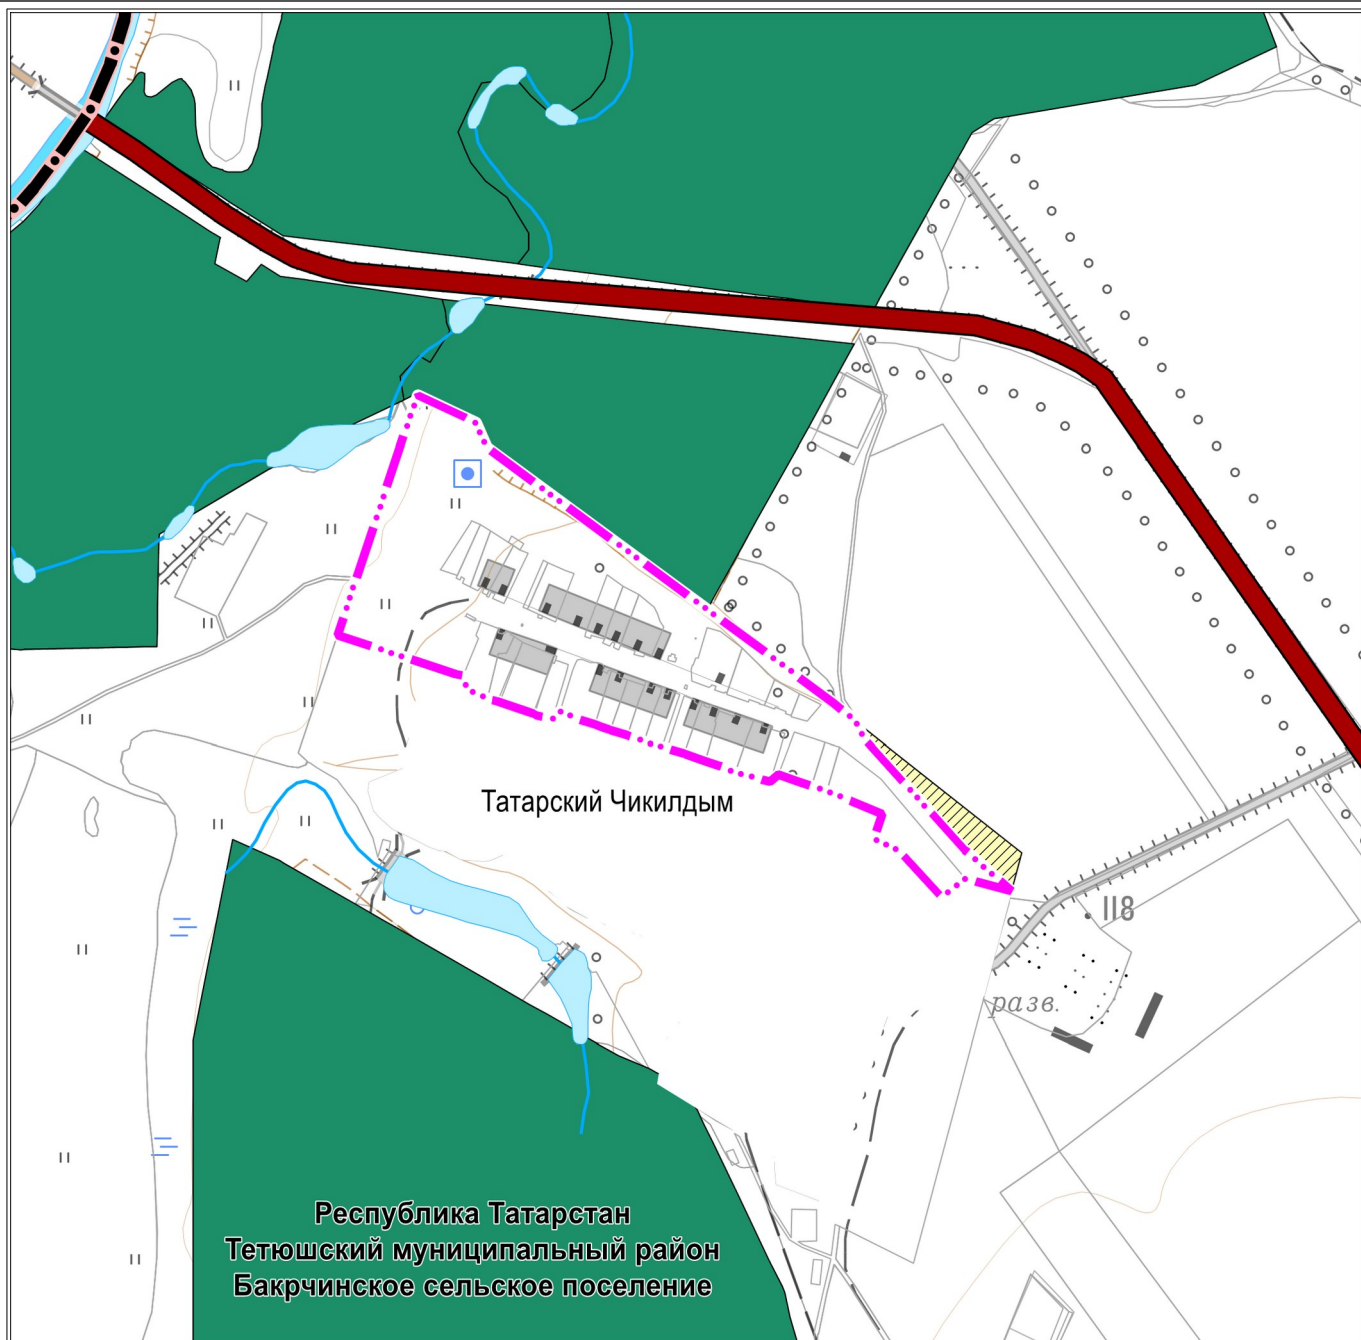 Татарский Чикилдым
118
разв.
Республика Татарстан
Тетюшский муниципальный район
Бакрчинское сельское поселение